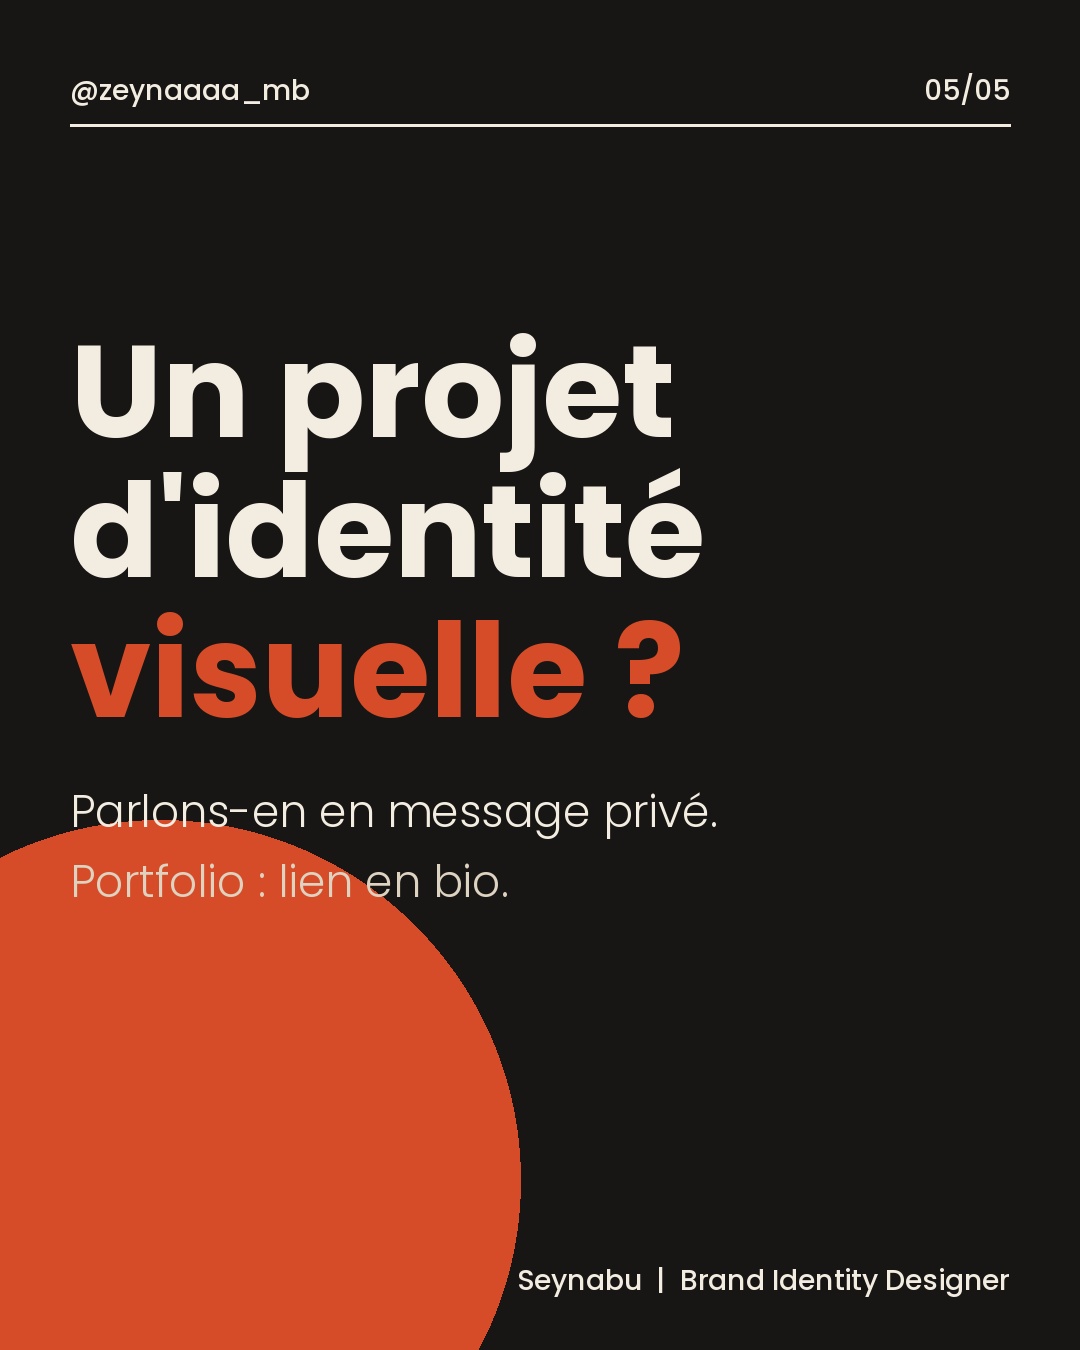 @zeynaaaa_mb
05/05
Un projet
d'identité
visuelle ?
Parlons-en en message privé.
Portfolio : lien en bio.
Seynabu | Brand Identity Designer